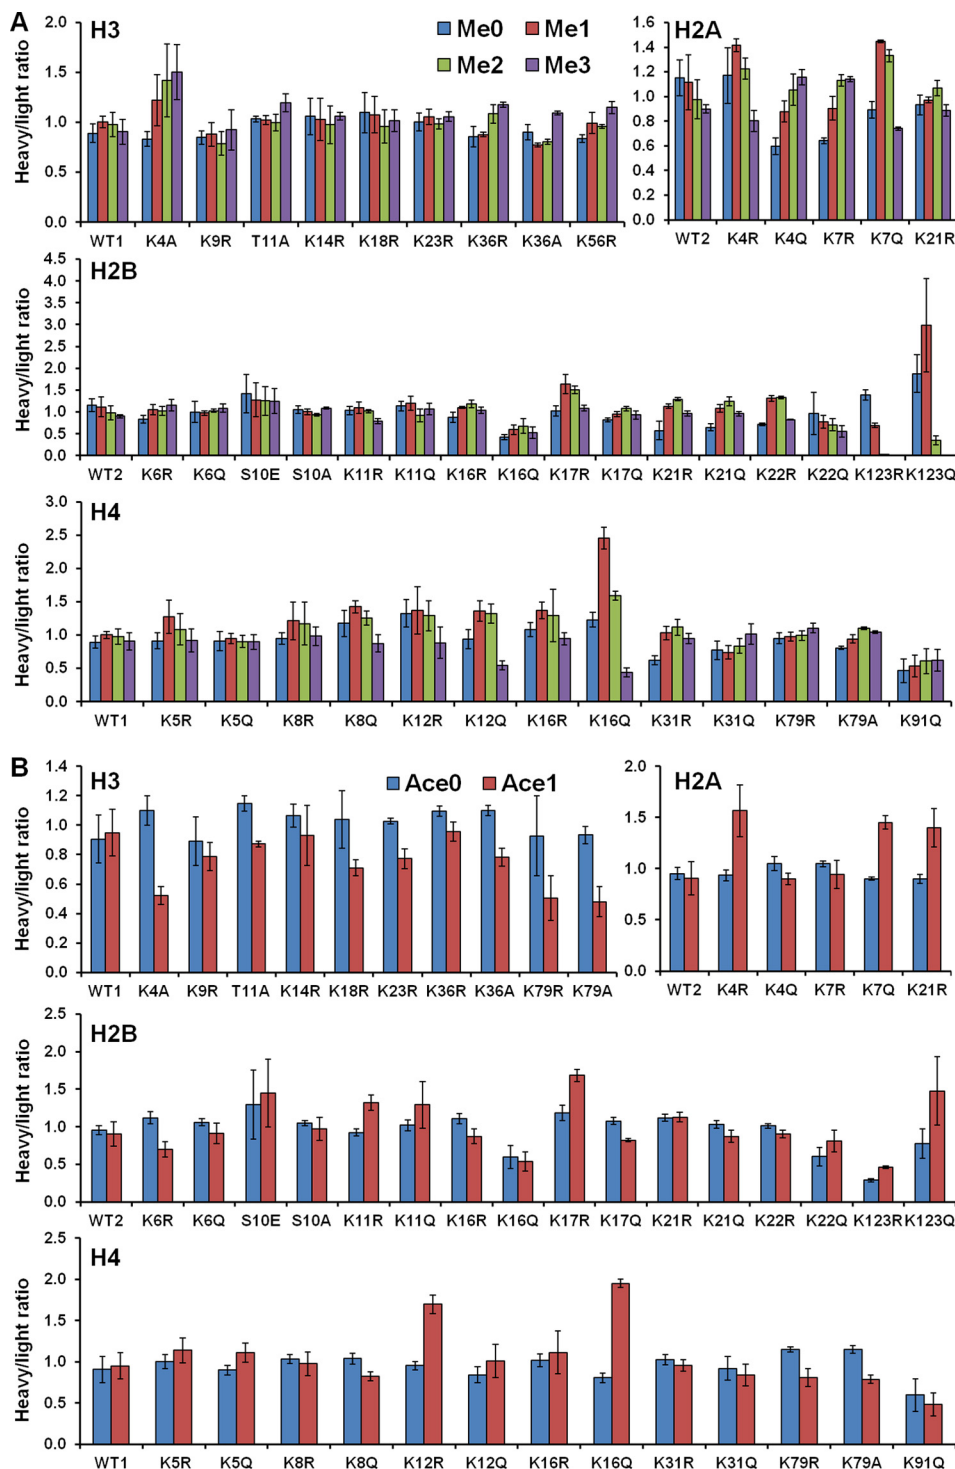 A
H3
Me0 Me1
Me2 Me3
Heavy/light ratio
2.0
1.5
1.0
0.5
0.0
WT1 K4A K9R T11A K14R K18R K23R K36R K36A K56R
H2A
1.6
1.4
1.2
1.0
0.8
0.6
0.4
0.2
0.0
WT2 K4R K4Q K7R K7Q K21R
H2B
Heavy/light ratio
4.5
4.0
3.5
3.0
2.5
2.0
1.5
1.0
0.5
0.0
WT2 K6R K6Q S10E S10A K11R K11Q K16R K16Q K17R K17Q K21R K21Q K22R K22Q K123R K123Q
H4
Heavy/light ratio
3.0
2.5
2.0
1.5
1.0
0.5
0.0
WT1 K5R K5Q K8R K8Q K12R K12Q K16R K16Q K31R K31Q K79R K79A K91Q
B
H3
Ace0 Ace1
Heavy/light ratio
1.4
1.2
1.0
0.8
0.6
0.4
0.2
0.0
WT1 K4A K9R T11A K14R K18R K23R K36R K36A K79R K79A
H2A
2.0
1.5
1.0
0.5
0.0
WT2 K4R K4Q K7R K7Q K21R
H2B
Heavy/light ratio
2.5
2.0
1.5
1.0
0.5
0.0
WT2 K6R K6Q S10E S10A K11R K11Q K16R K16Q K17R K17Q K21R K21Q K22R K22Q K123R K123Q
H4
Heavy/light ratio
2.5
2.0
1.5
1.0
0.5
0.0
WT1 K5R K5Q K8R K8Q K12R K12Q K16R K16Q K31R K31Q K79R K79A K91Q